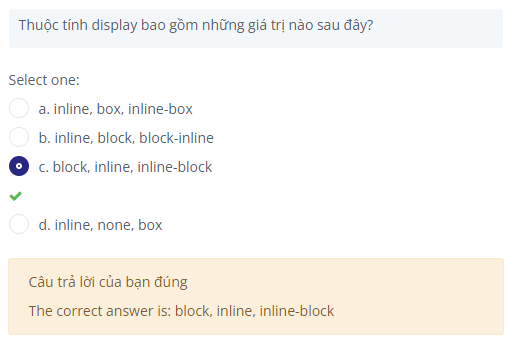 Thuộc tính display bao gồm những giá trị nào sau đây?
Select one:
a. inline, box, inline-box
b. inline, block, block-inline
c. block, inline, inline-block
d. inline, none, box
Câu trả lời của bạn đúng
The correct answer is: block, inline, inline-block